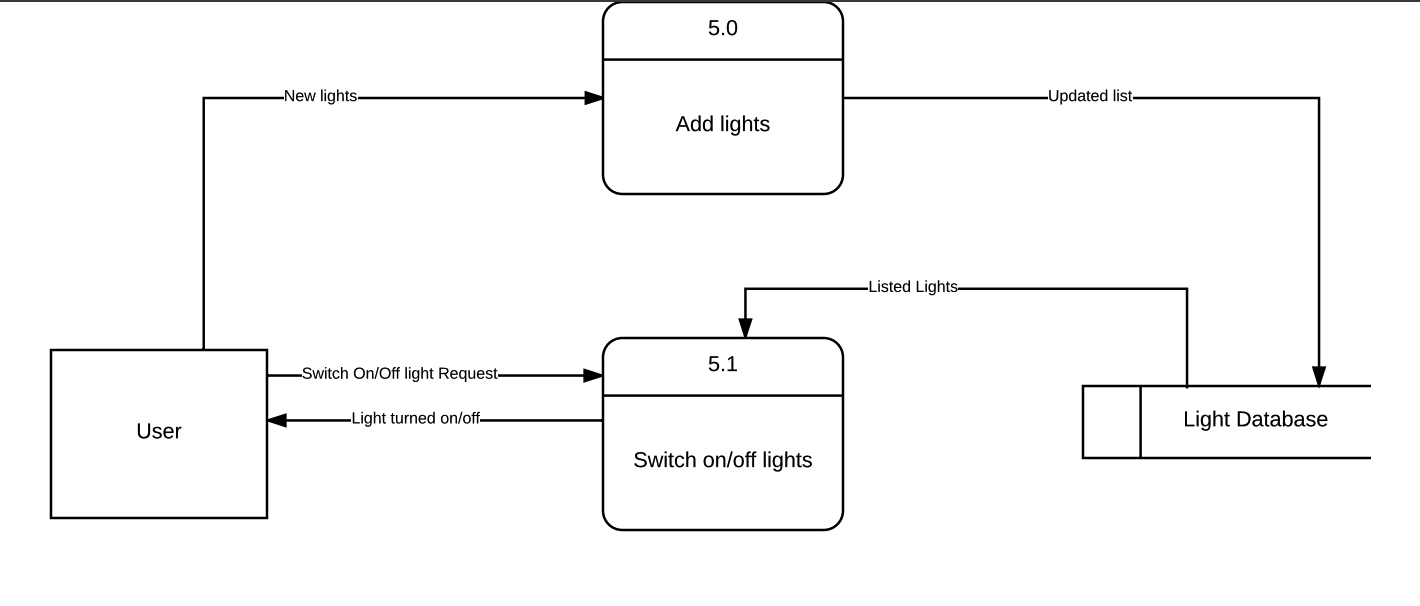 5.0
New lights
Updated list
Add lights
Listed Lights
5.1
Switch On/Off light Request
Light turned on/off
User
Light Database
Switch on/off lights